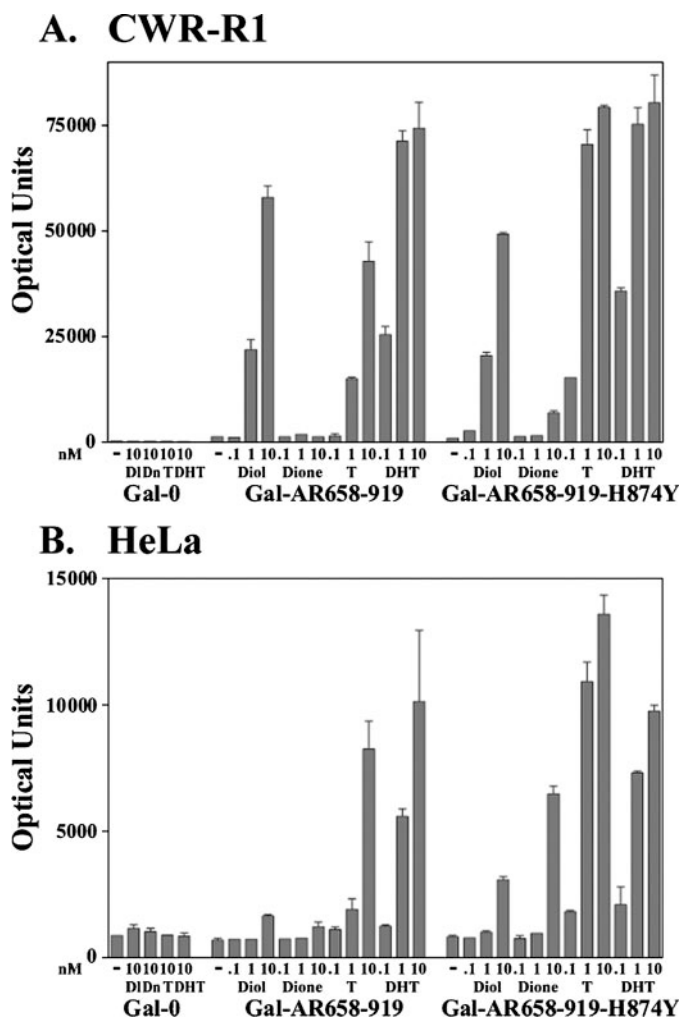 A. CWR-R1
Optical Units
75000
50000
25000
0
nM - 10 10 10 10 - .1 1 10 .1 1 10 .1 1 10 .1 1 10 - .1 1 10 .1 1 10 .1 1 10 .1 1 10
Dl Dn T DHT Diol Dione T DHT Diol Dione T DHT
Gal-0 Gal-AR658-919 Gal-AR658-919-H874Y
B. HeLa
Optical Units
15000
10000
5000
0
nM - 10 10 10 10 - .1 1 10 .1 1 10 .1 1 10 .1 1 10 - .1 1 10 .1 1 10 .1 1 10 .1 1 10
Dl Dn T DHT Diol Dione T DHT Diol Dione T DHT
Gal-0 Gal-AR658-919 Gal-AR658-919-H874Y